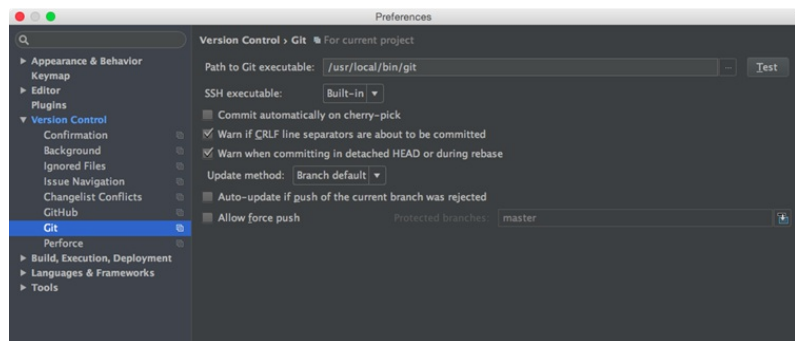 Preferences
Appearance & Behavior
Keymap
Editor
Plugins
Version Control
Confirmation
Background
Ignored Files
Issue Navigation
Changelist Conflicts
GitHub
Git
Perforce
Build, Execution, Deployment
Languages & Frameworks
Tools
Version Control › Git For current project
Path to Git executable: /usr/local/bin/git ... Test
SSH executable: Built-in
Commit automatically on cherry-pick
Warn if CRLF line separators are about to be committed
Warn when committing in detached HEAD or during rebase
Update method: Branch default
Auto-update if push of the current branch was rejected
Allow force push Protected branches: master